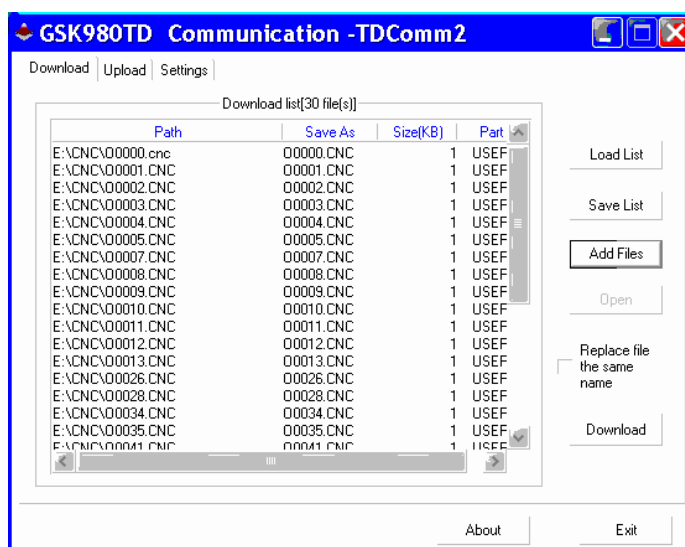 GSK980TD Communication -TDComm2
Download Upload Settings
Download list[30 file(s)]
Path Save As Size(KB) Part
E:\CNC\O0000.cnc O0000.CNC 1 USEF
E:\CNC\O0001.CNC O0001.CNC 1 USEF
E:\CNC\O0002.CNC O0002.CNC 1 USEF
E:\CNC\O0003.CNC O0003.CNC 1 USEF
E:\CNC\O0004.CNC O0004.CNC 1 USEF
E:\CNC\O0005.CNC O0005.CNC 1 USEF
E:\CNC\O0007.CNC O0007.CNC 1 USEF
E:\CNC\O0008.CNC O0008.CNC 1 USEF
E:\CNC\O0009.CNC O0009.CNC 1 USEF
E:\CNC\O0010.CNC O0010.CNC 1 USEF
E:\CNC\O0011.CNC O0011.CNC 1 USEF
E:\CNC\O0012.CNC O0012.CNC 1 USEF
E:\CNC\O0013.CNC O0013.CNC 1 USEF
E:\CNC\O0026.CNC O0026.CNC 1 USEF
E:\CNC\O0028.CNC O0028.CNC 1 USEF
E:\CNC\O0034.CNC O0034.CNC 1 USEF
E:\CNC\O0035.CNC O0035.CNC 1 USEF
E:\CNC\O0041.CNC O0041.CNC 1 USEF
Load List
Save List
Add Files
Open
Replace file
the same
name
Download
About Exit